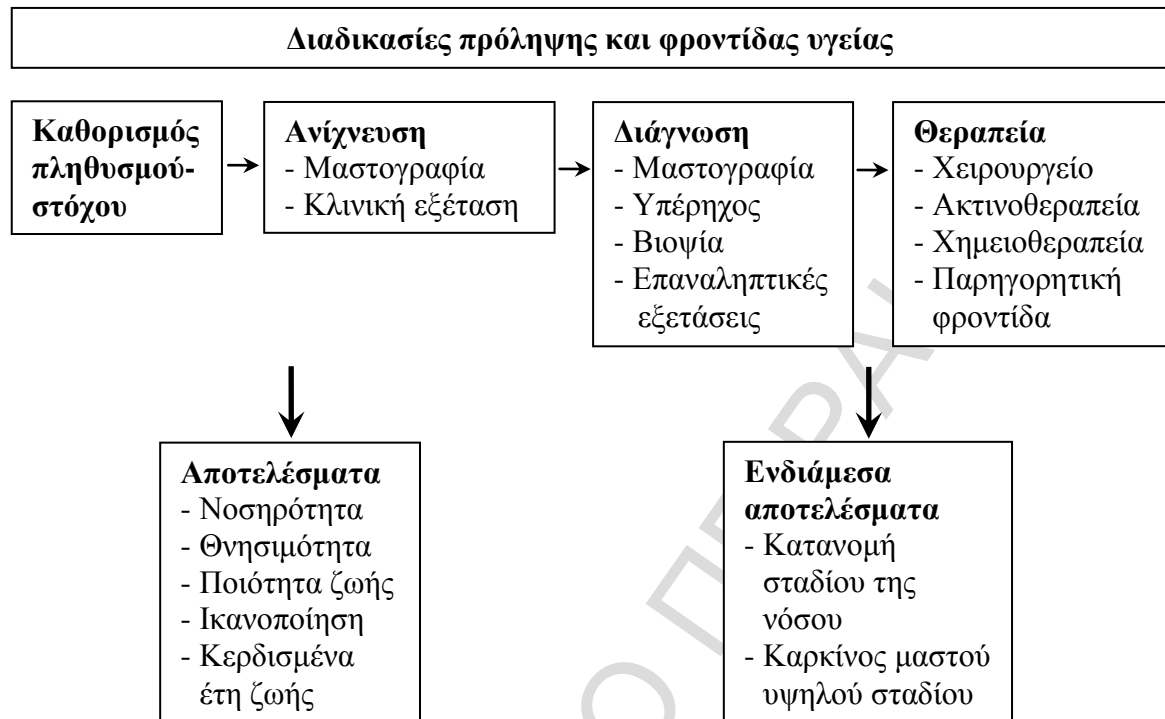 Διαδικασίες πρόληψης και φροντίδας υγείας
Καθορισμός
πληθυσμού-
στόχου
Ανίχνευση
- Μαστογραφία
- Κλινική εξέταση
Διάγνωση
- Μαστογραφία
- Υπέρηχος
- Βιοψία
- Επαναληπτικές
εξετάσεις
Θεραπεία
- Χειρουργείο
- Ακτινοθεραπεία
- Χημειοθεραπεία
- Παρηγορητική
φροντίδα
Αποτελέσματα
- Νοσηρότητα
- Θνησιμότητα
- Ποιότητα ζωής
- Ικανοποίηση
- Κερδισμένα
έτη ζωής
Ενδιάμεσα
αποτελέσματα
- Κατανομή
σταδίου της
νόσου
- Καρκίνος μαστού
υψηλού σταδίου